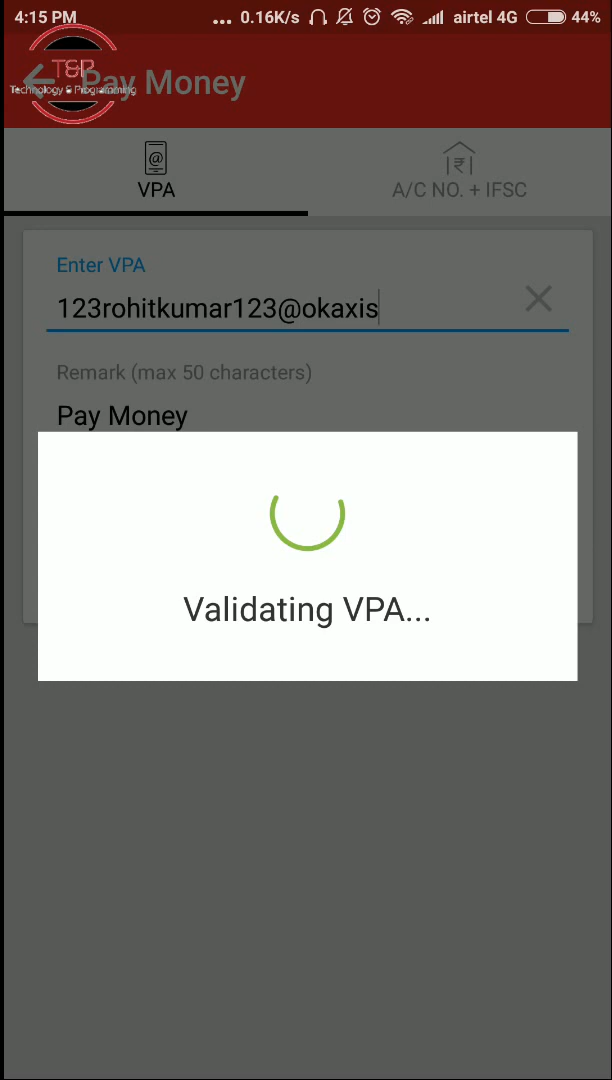 4:15 PM ... 0.16K/s airtel 4G 44%
T&P
Technology & Programming
Pay Money
@
VPA
₹
A/C NO. + IFSC
Enter VPA
123rohitkumar123@okaxis
Remark (max 50 characters)
Pay Money
Validating VPA...